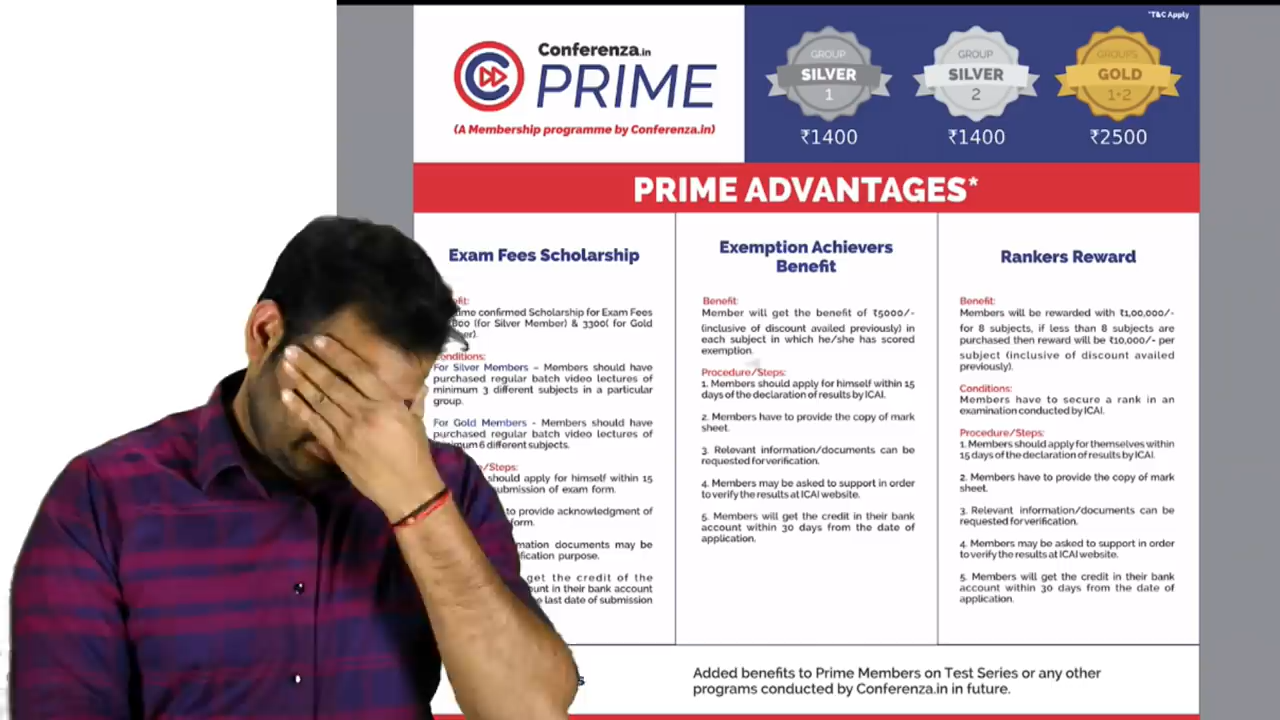 *T&C Apply
Conferenza.in
PRIME
(A Membership programme by Conferenza.in)
GROUP
SILVER
1
₹1400
GROUP
SILVER
2
₹1400
GROUPS
GOLD
1+2
₹2500
PRIME ADVANTAGES*
Exam Fees Scholarship
confirmed Scholarship for Exam Fees
(for Silver Member) & 3300( for Gold
For Silver Members – Members should have
purchased regular batch video lectures of
minimum 3 different subjects in a particular
group.
For Gold Members - Members should have
purchased regular batch video lectures of
6 different subjects.
/Steps:
should apply for himself within 15
submission of exam form.
to provide acknowledgment of
form.
documents may be
purpose.
get the credit of the
in their bank account
last date of submission
Exemption Achievers
Benefit
Benefit:
Member will get the benefit of ₹5000/-
(inclusive of discount availed previously) in
each subject in which he/she has scored
exemption.
Procedure/Steps:
1. Members should apply for himself within 15
days of the declaration of results by ICAI.
2. Members have to provide the copy of mark
sheet.
3. Relevant information/documents can be
requested for verification.
4. Members may be asked to support in order
to verify the results at ICAI website.
5. Members will get the credit in their bank
account within 30 days from the date of
application.
Rankers Reward
Benefit:
Members will be rewarded with ₹1,00,000/-
for 8 subjects, if less than 8 subjects are
purchased then reward will be ₹10,000/- per
subject (inclusive of discount availed
previously).
Conditions:
Members have to secure a rank in an
examination conducted by ICAI.
Procedure/Steps:
1. Members should apply for themselves within
15 days of the declaration of results by ICAI.
2. Members have to provide the copy of mark
sheet.
3. Relevant information/documents can be
requested for verification.
4. Members may be asked to support in order
to verify the results at ICAI website.
5. Members will get the credit in their bank
account within 30 days from the date of
application.
Added benefits to Prime Members on Test Series or any other
programs conducted by Conferenza.in in future.